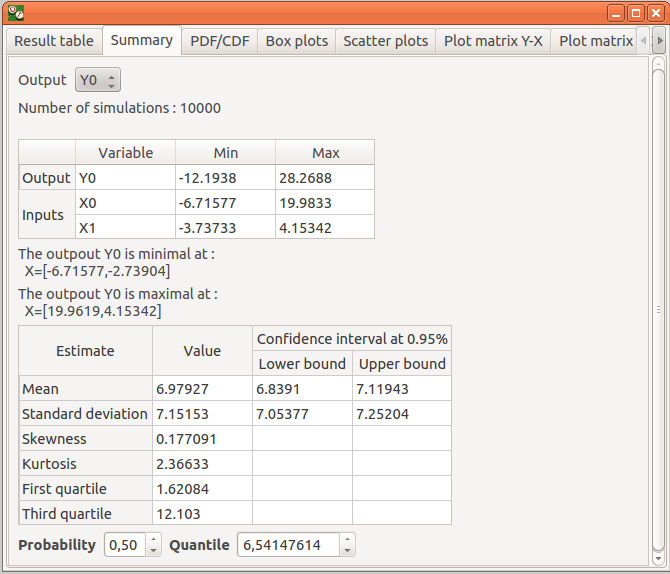 Result table Summary PDF/CDF Box plots Scatter plots Plot matrix Y-X Plot matrix
Output Y0
Number of simulations : 10000
Variable Min Max
Output Y0 -12.1938 28.2688
Inputs X0 -6.71577 19.9833
X1 -3.73733 4.15342
The outpout Y0 is minimal at :
X=[-6.71577,-2.73904]
The outpout Y0 is maximal at :
X=[19.9619,4.15342]
Estimate Value Confidence interval at 0.95%
Lower bound Upper bound
Mean 6.97927 6.8391 7.11943
Standard deviation 7.15153 7.05377 7.25204
Skewness 0.177091
Kurtosis 2.36633
First quartile 1.62084
Third quartile 12.103
Probability 0,50 Quantile 6,54147614